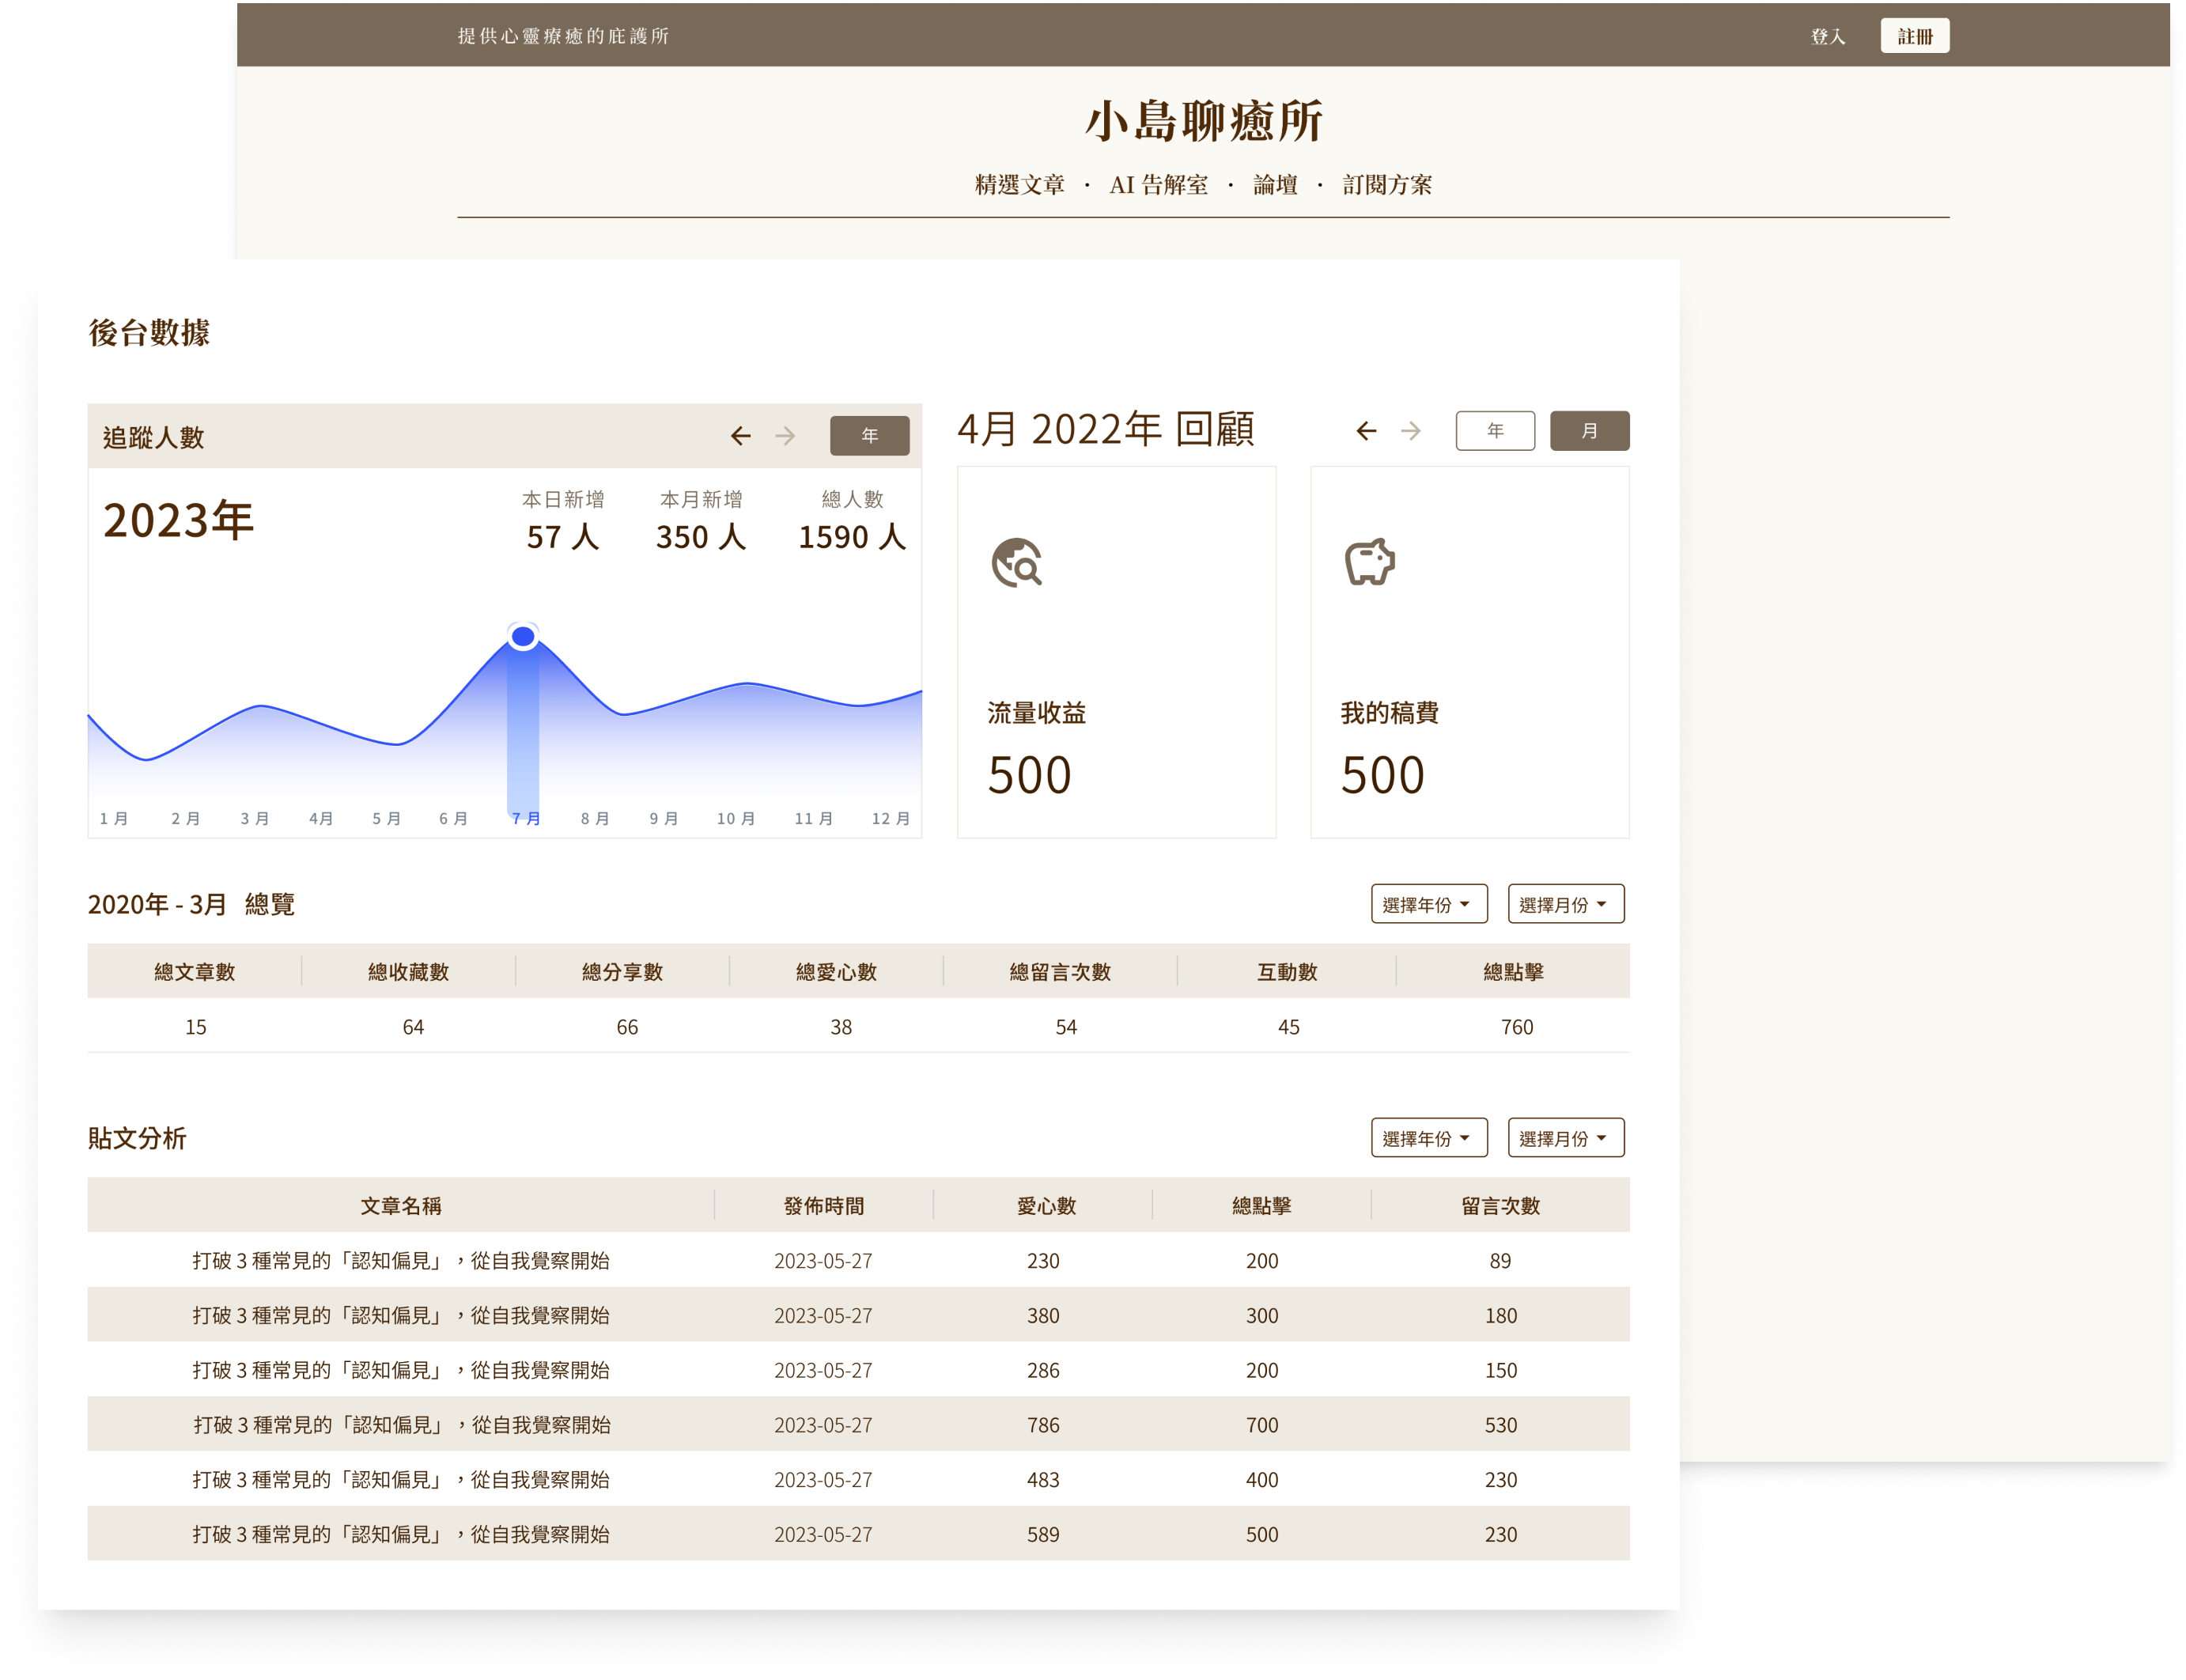 提供心靈療癒的庇護所 登入 註冊
小島聊癒所
精選文章 · AI 告解室 · 論壇 · 訂閱方案
後台數據
追蹤人數 年
2023年
本日新增 本月新增 總人數
57 人 350 人 1590 人
1 月 2 月 3 月 4月 5 月 6 月 7 月 8 月 9 月 10 月 11 月 12 月
4月 2022年 回顧 年 月
流量收益
500
我的稿費
500
2020年 - 3月 總覽 選擇年份 選擇月份
總文章數 總收藏數 總分享數 總愛心數 總留言次數 互動數 總點擊
15 64 66 38 54 45 760
貼文分析 選擇年份 選擇月份
文章名稱 發佈時間 愛心數 總點擊 留言次數
打破 3 種常見的「認知偏見」，從自我覺察開始 2023-05-27 230 200 89
打破 3 種常見的「認知偏見」，從自我覺察開始 2023-05-27 380 300 180
打破 3 種常見的「認知偏見」，從自我覺察開始 2023-05-27 286 200 150
打破 3 種常見的「認知偏見」，從自我覺察開始 2023-05-27 786 700 530
打破 3 種常見的「認知偏見」，從自我覺察開始 2023-05-27 483 400 230
打破 3 種常見的「認知偏見」，從自我覺察開始 2023-05-27 589 500 230